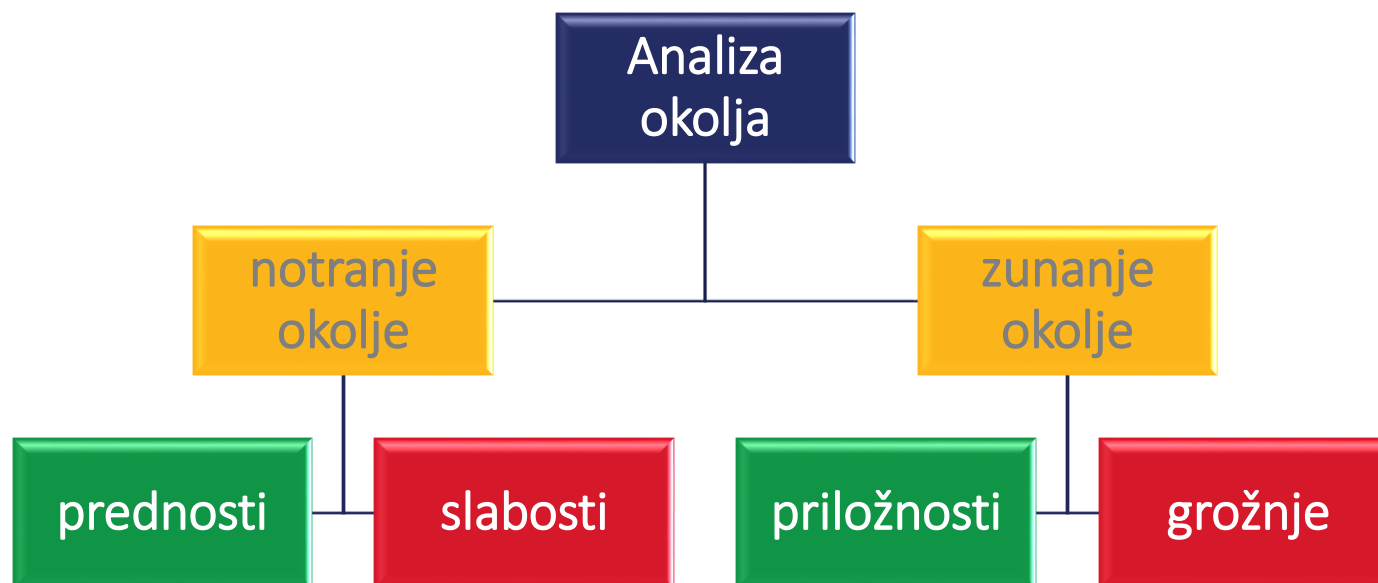 Analiza
okolja
notranje
okolje
zunanje
okolje
prednosti
slabosti
priložnosti
grožnje